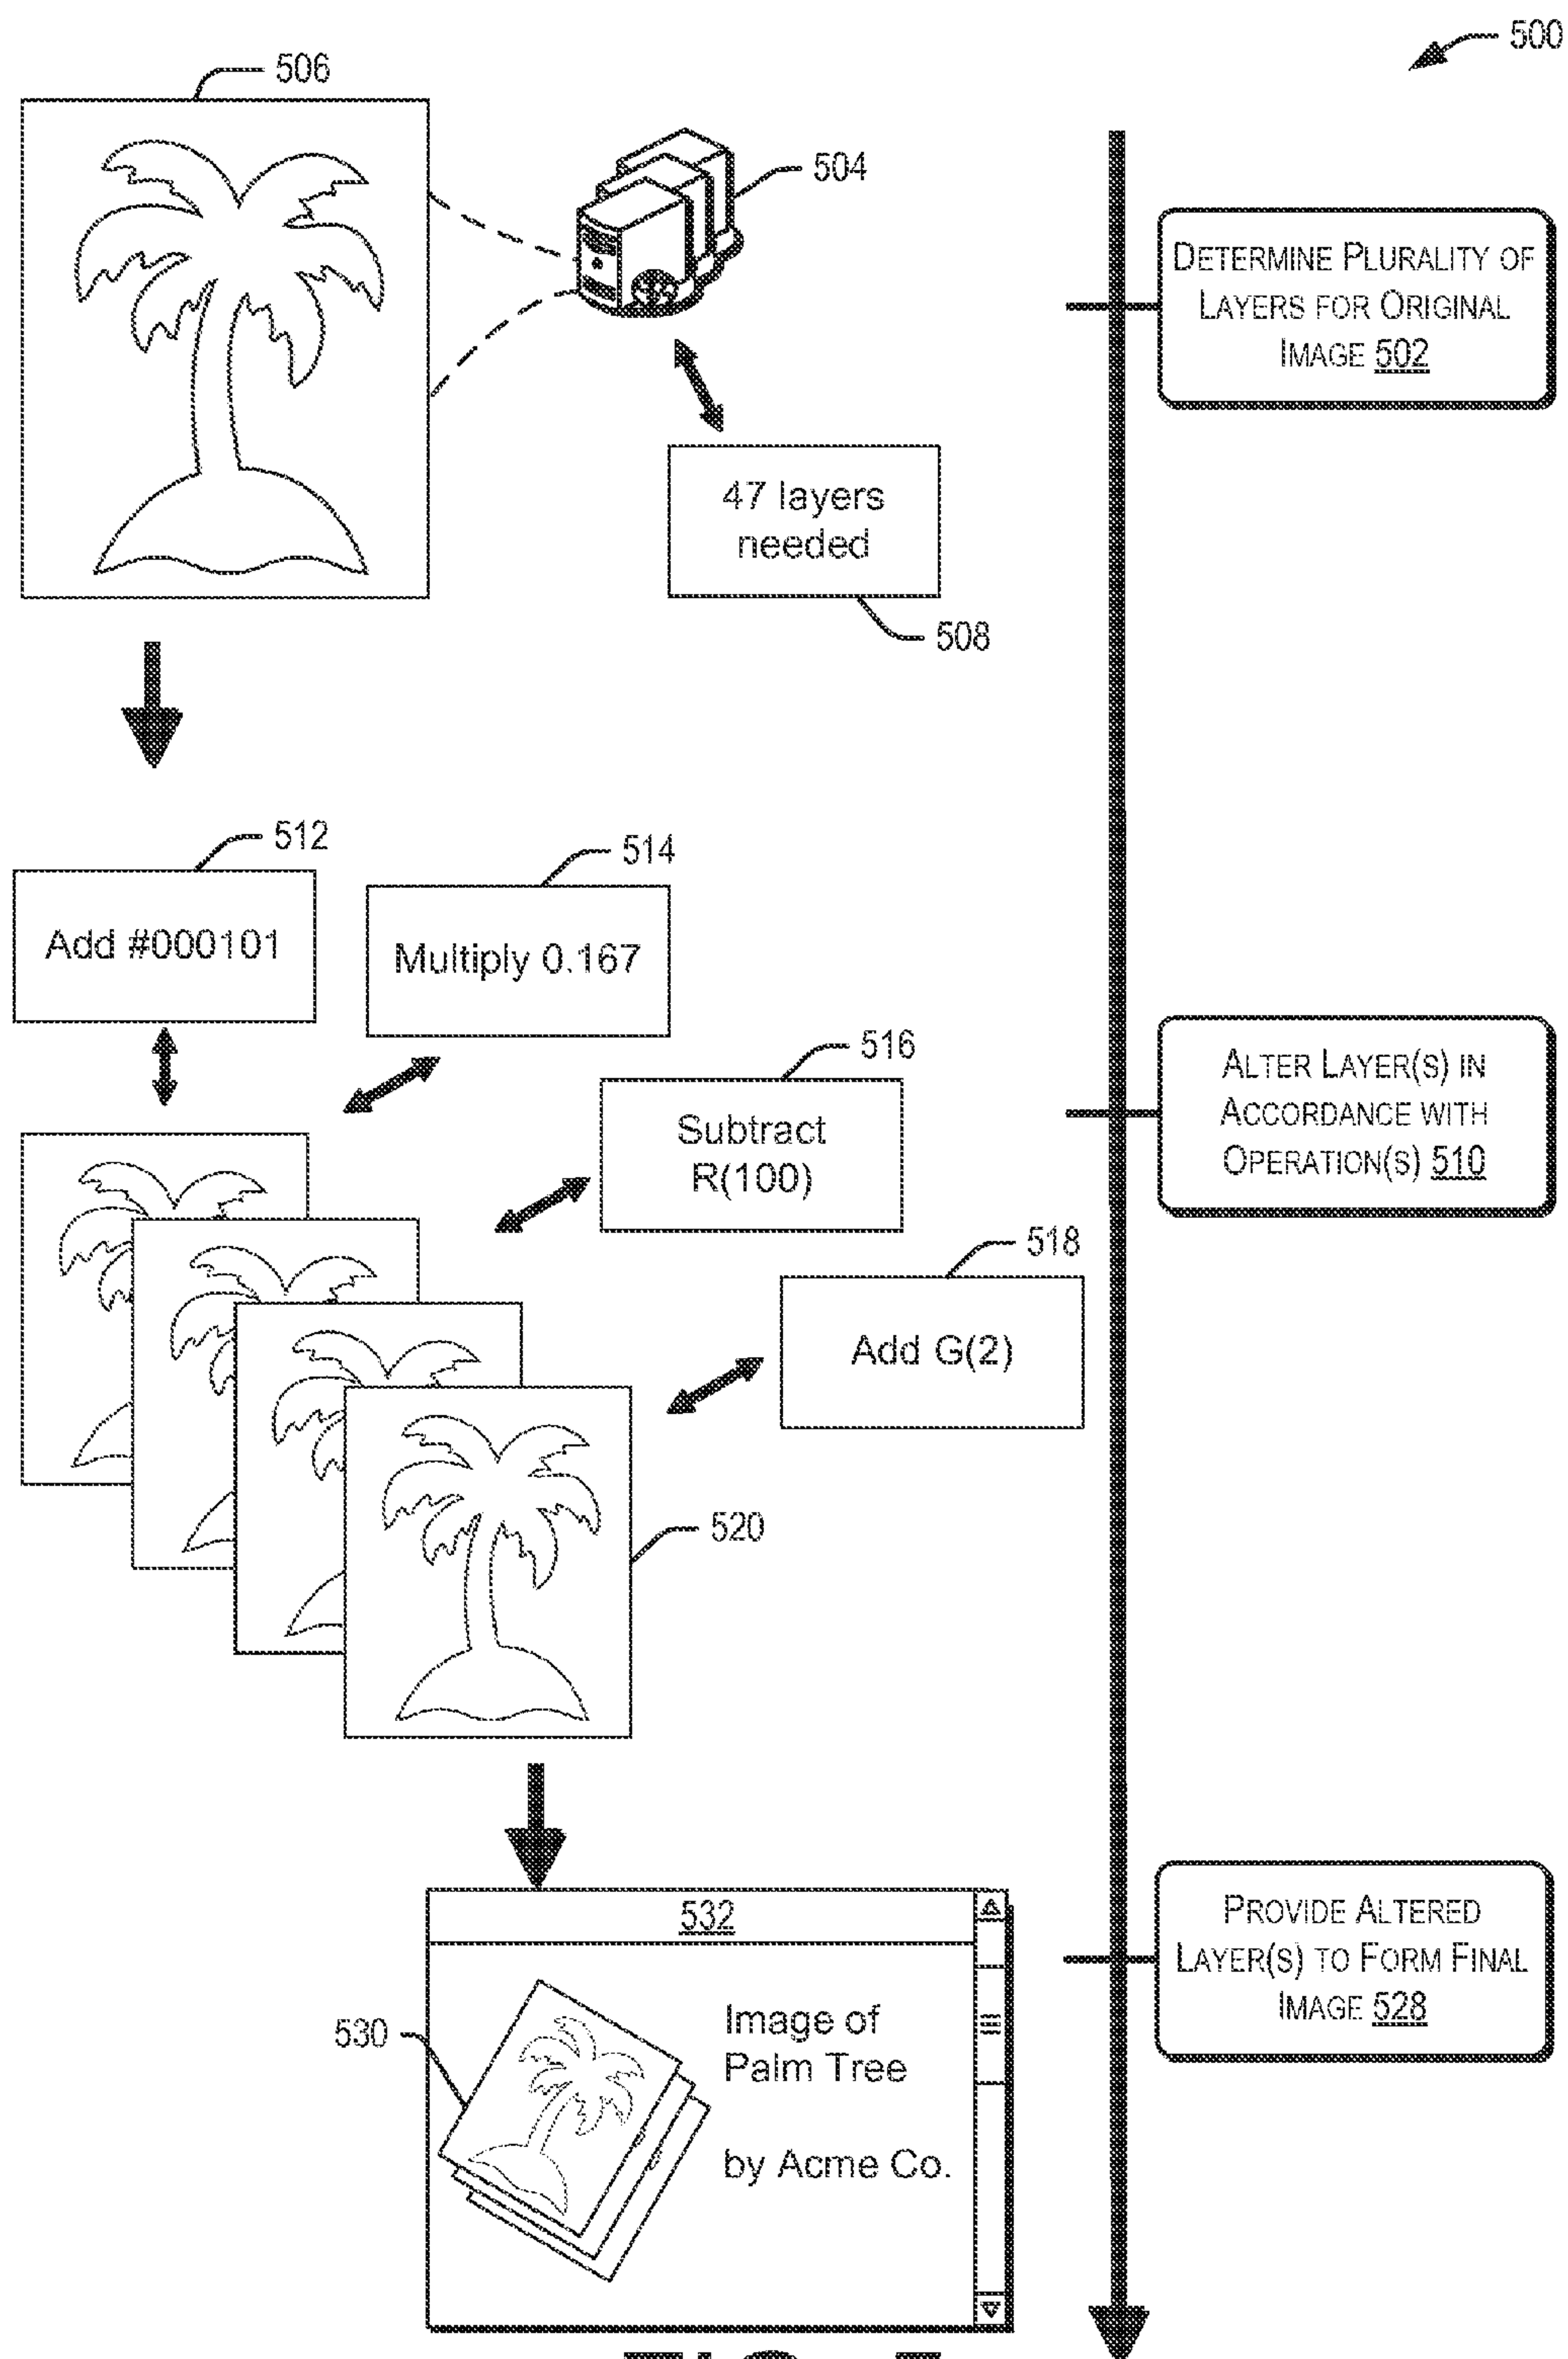 500
506
504
DETERMINE PLURALITY OF
LAYERS FOR ORIGINAL
IMAGE 502
47 layers
needed
508
512
514
Add #000101
Multiply 0.167
516
Subtract
R(100)
ALTER LAYER(S) IN
ACCORDANCE WITH
OPERATION(S) 510
518
Add G(2)
520
532
530
Image of
Palm Tree
by Acme Co.
PROVIDE ALTERED
LAYER(S) TO FORM FINAL
IMAGE 528